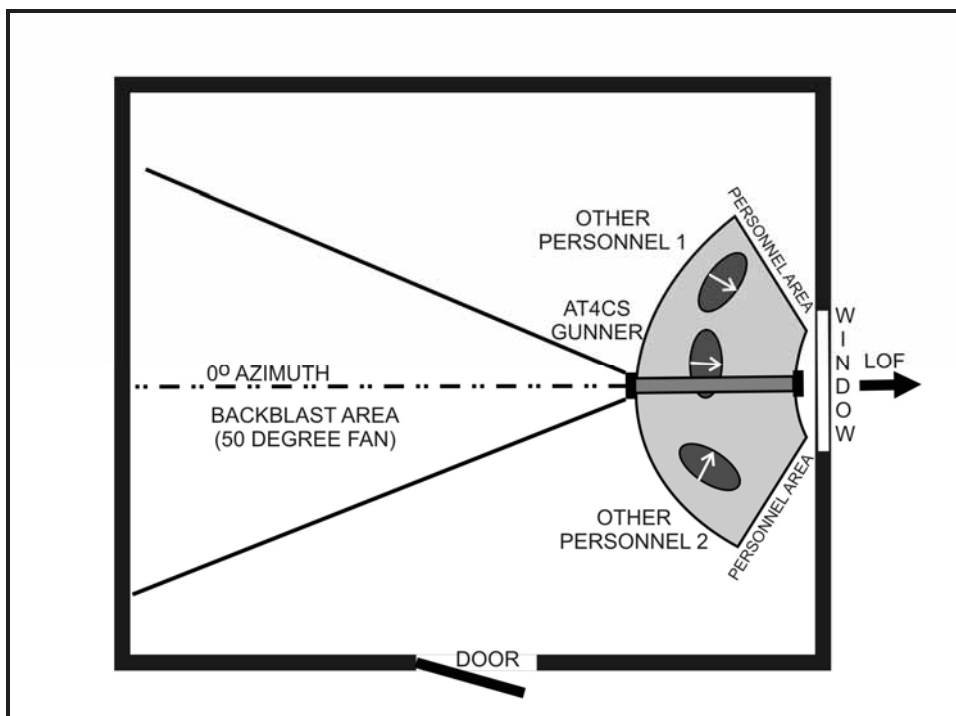 OTHER
PERSONNEL 1
PERSONNEL AREA
AT4CS
GUNNER
WINDOW
LOF
0º AZIMUTH
BACKBLAST AREA
(50 DEGREE FAN)
OTHER
PERSONNEL 2
PERSONNEL AREA
DOOR